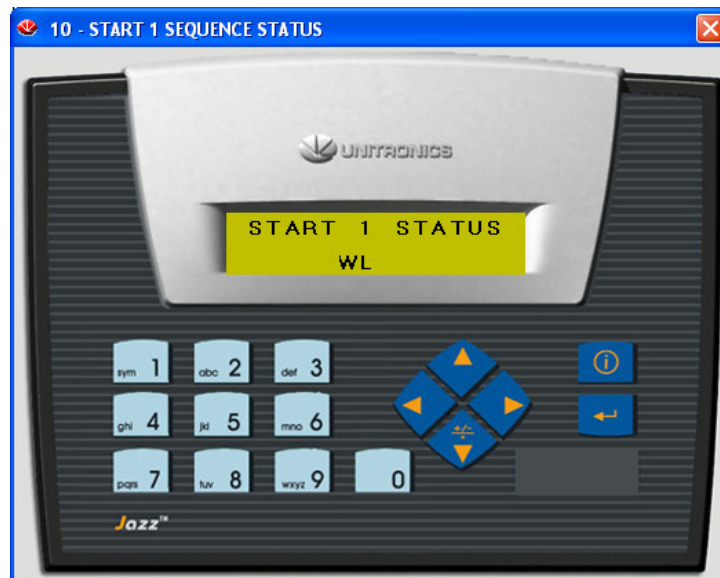 10 - START 1 SEQUENCE STATUS
UNITRONICS
START 1 STATUS
WL
sym 1 abc 2 def 3
ghi 4 jkl 5 mno 6
+/-
pqrs 7 tuv 8 wxyz 9 0
Jazz™